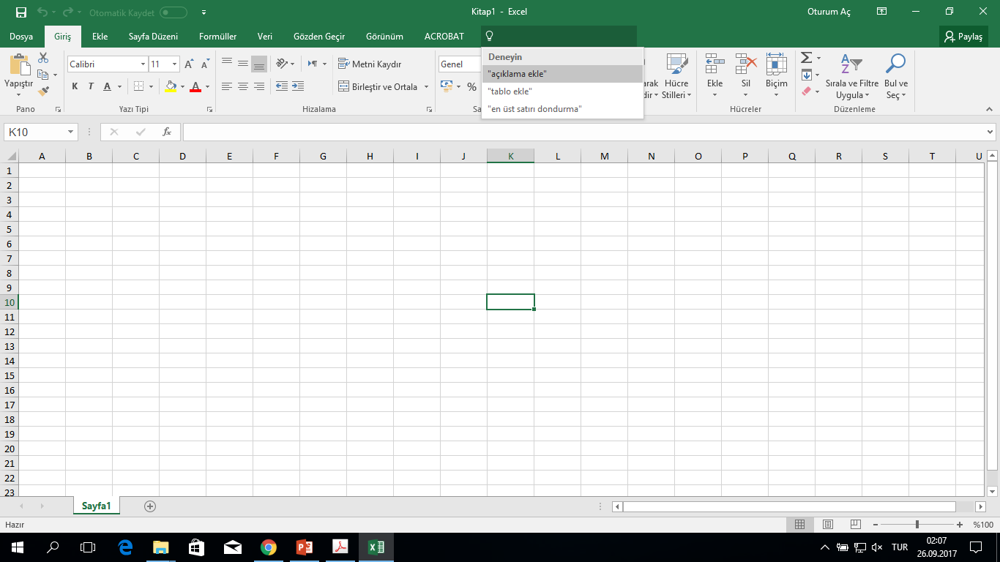 Otomatik Kaydet
Kitap1 - Excel
Oturum Aç
Dosya Giriş Ekle Sayfa Düzeni Formüller Veri Gözden Geçir Görünüm ACROBAT
Paylaş
Deneyin
"açıklama ekle"
"tablo ekle"
"en üst satırı dondurma"
Yapıştır
Calibri 11
K T A
Metni Kaydır
Birleştir ve Ortala
Genel
%
Hücre
Stilleri
Ekle Sil Biçim
Sırala ve Filtre
Uygula
Bul ve
Seç
Pano Yazı Tipi Hizalama Hücreler Düzenleme
K10 fx
A B C D E F G H I J K L M N O P Q R S T U
1
2
3
4
5
6
7
8
9
10
11
12
13
14
15
16
17
18
19
20
21
22
23
Sayfa1
Hazır %100
TUR
02:07
26.09.2017